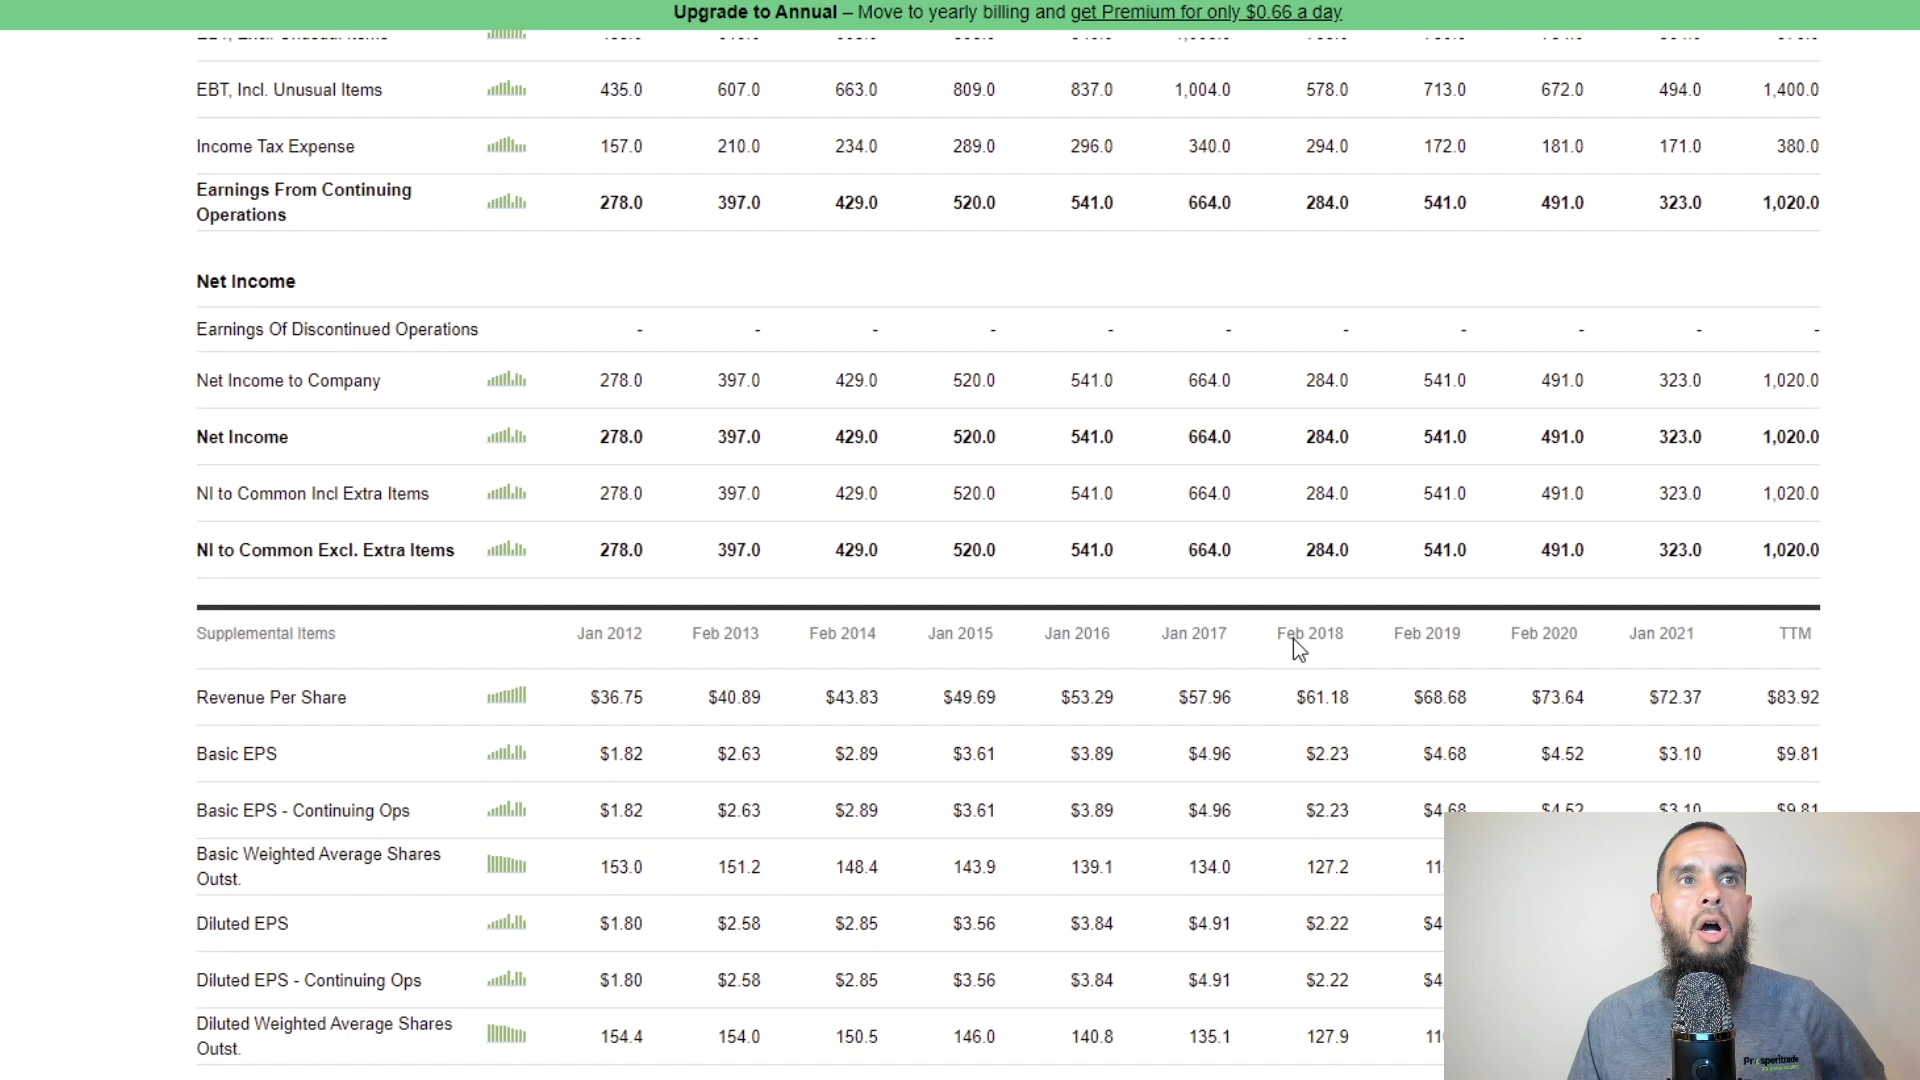 Upgrade to Annual – Move to yearly billing and get Premium for only $0.66 a day
EBT, Incl. Unusual Items 435.0 607.0 663.0 809.0 837.0 1,004.0 578.0 713.0 672.0 494.0 1,400.0
Income Tax Expense 157.0 210.0 234.0 289.0 296.0 340.0 294.0 172.0 181.0 171.0 380.0
Earnings From Continuing
Operations 278.0 397.0 429.0 520.0 541.0 664.0 284.0 541.0 491.0 323.0 1,020.0
Net Income
Earnings Of Discontinued Operations - - - - - - - - - - -
Net Income to Company 278.0 397.0 429.0 520.0 541.0 664.0 284.0 541.0 491.0 323.0 1,020.0
Net Income 278.0 397.0 429.0 520.0 541.0 664.0 284.0 541.0 491.0 323.0 1,020.0
NI to Common Incl Extra Items 278.0 397.0 429.0 520.0 541.0 664.0 284.0 541.0 491.0 323.0 1,020.0
NI to Common Excl. Extra Items 278.0 397.0 429.0 520.0 541.0 664.0 284.0 541.0 491.0 323.0 1,020.0
Supplemental Items Jan 2012 Feb 2013 Feb 2014 Jan 2015 Jan 2016 Jan 2017 Feb 2018 Feb 2019 Feb 2020 Jan 2021 TTM
Revenue Per Share $36.75 $40.89 $43.83 $49.69 $53.29 $57.96 $61.18 $68.68 $73.64 $72.37 $83.92
Basic EPS $1.82 $2.63 $2.89 $3.61 $3.89 $4.96 $2.23 $4.68 $4.52 $3.10 $9.81
Basic EPS - Continuing Ops $1.82 $2.63 $2.89 $3.61 $3.89 $4.96 $2.23 $4.68 $4.52 $3.10 $9.81
Basic Weighted Average Shares
Outst. 153.0 151.2 148.4 143.9 139.1 134.0 127.2 11
Diluted EPS $1.80 $2.58 $2.85 $3.56 $3.84 $4.91 $2.22 $4
Diluted EPS - Continuing Ops $1.80 $2.58 $2.85 $3.56 $3.84 $4.91 $2.22 $4
Diluted Weighted Average Shares
Outst. 154.4 154.0 150.5 146.0 140.8 135.1 127.9 11
Prosperitrade